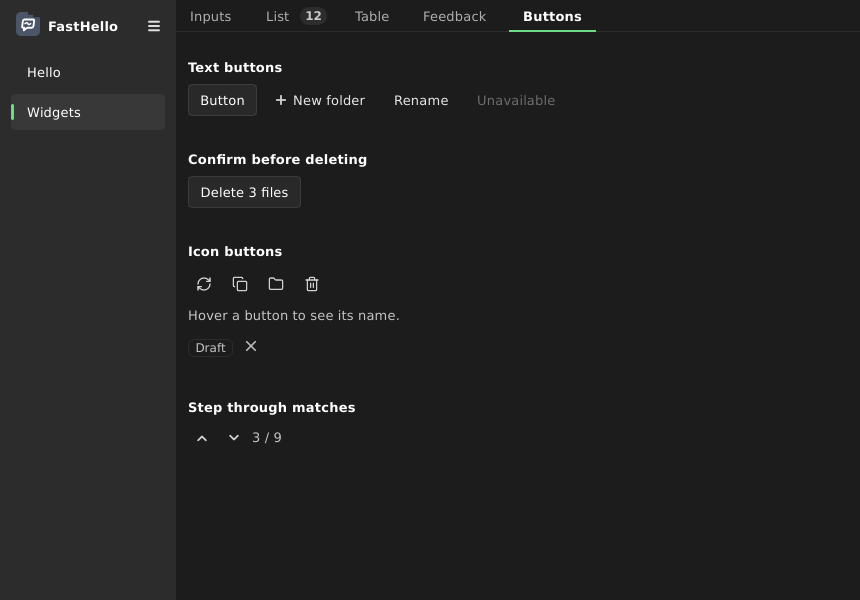 FastHello
Hello
Widgets
Inputs List 12 Table Feedback Buttons
Text buttons
Button New folder Rename Unavailable
Confirm before deleting
Delete 3 files
Icon buttons
Hover a button to see its name.
Draft
Step through matches
3 / 9